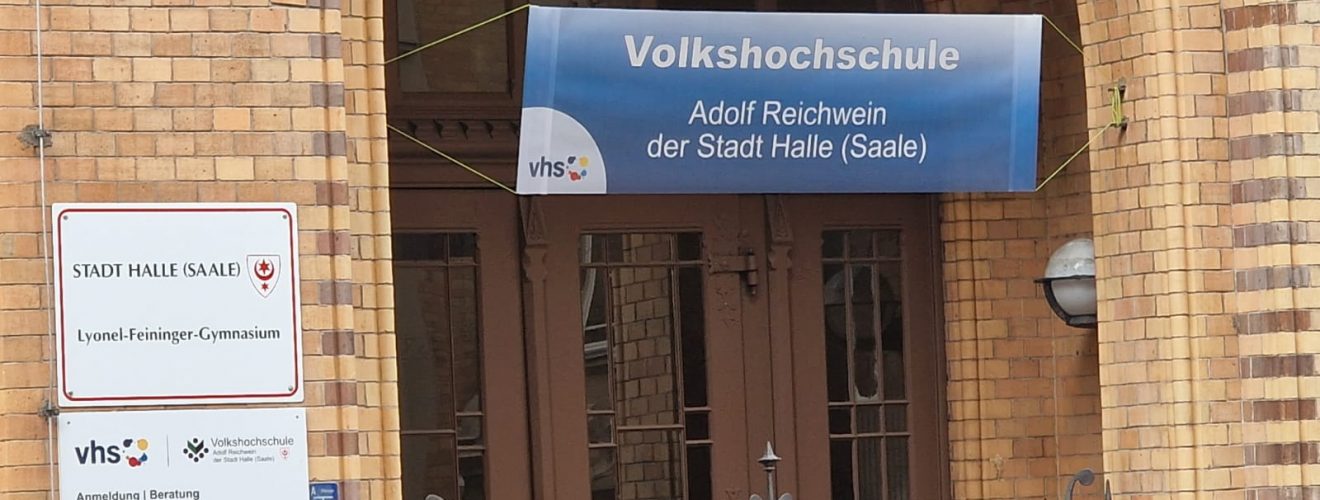 Volkshochschule
Adolf Reichwein
der Stadt Halle (Saale)
vhs
STADT HALLE (SAALE)
Lyonel-Feininger-Gymnasium
vhs
Volkshochschule
Adolf Reichwein
der Stadt Halle (Saale)
Anmeldung | Beratung